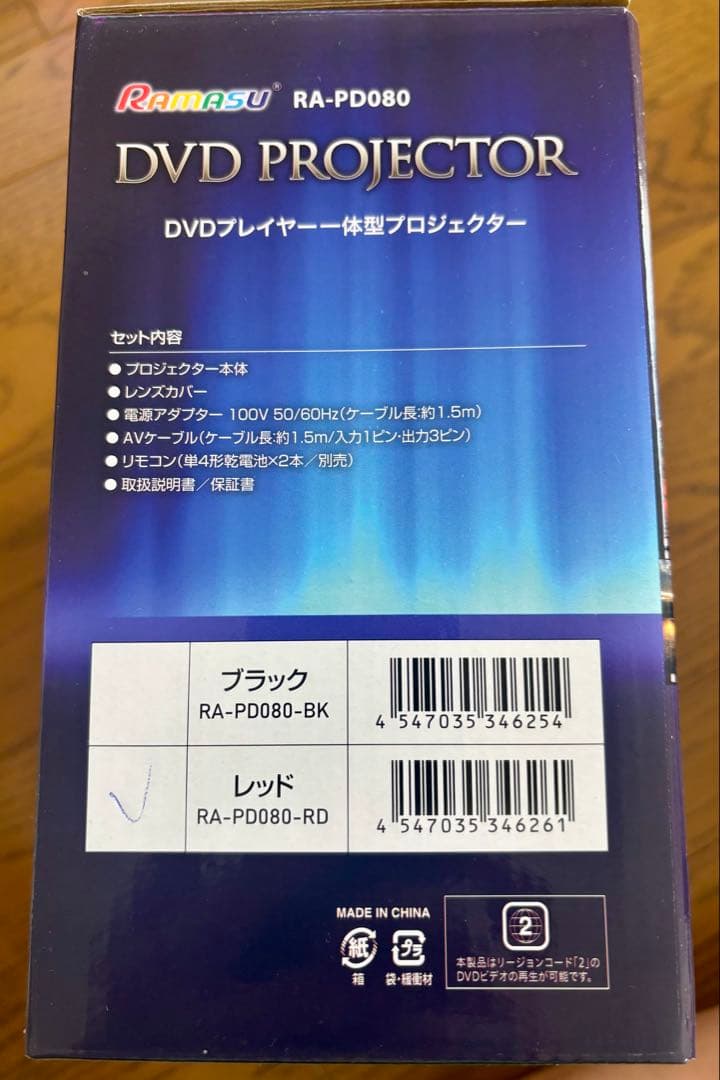 RAMASU® RA-PD080
DVD PROJECTOR
DVDプレイヤー一体型プロジェクター
セット内容
●プロジェクター本体
●レンズカバー
●電源アダプター 100V 50/60Hz(ケーブル長:約1.5m)
●AVケーブル(ケーブル長:約1.5m/入力1ピン・出力3ピン)
●リモコン(単4形乾電池×2本/別売)
●取扱説明書/保証書
ブラック
RA-PD080-BK
4 547035 346254
レッド
RA-PD080-RD
4 547035 346261
MADE IN CHINA
紙
箱
プラ
袋・緩衝材
2
本製品はリージョンコード「2」の
DVDビデオの再生が可能です。